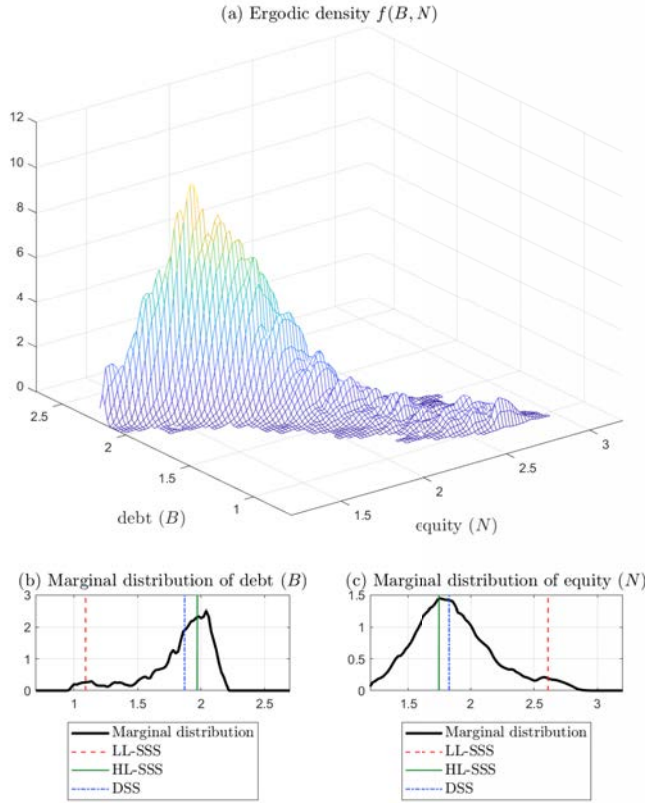 (a) Ergodic density f(B, N)
12
10
8
6
4
2
0
2.5
2
1.5
1
debt (B)
1.5
2
2.5
3
equity (N)
(b) Marginal distribution of debt (B)
3
2
1
0
1
1.5
2
2.5
Marginal distribution
LL-SSS
HL-SSS
DSS
(c) Marginal distribution of equity (N)
1.5
1
0.5
0
1.5
2
2.5
3
Marginal distribution
LL-SSS
HL-SSS
DSS